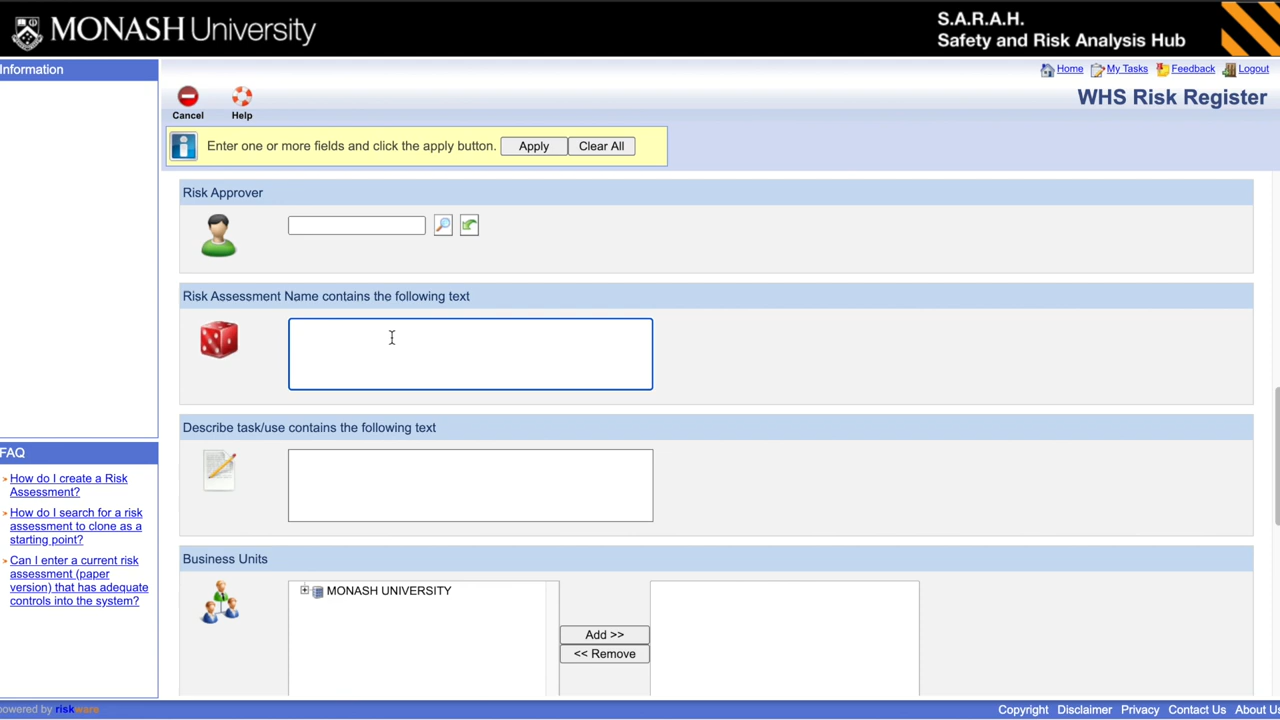 MONASH University
S.A.R.A.H.
Safety and Risk Analysis Hub
Information
Home My Tasks Feedback Logout
Cancel Help
WHS Risk Register
Enter one or more fields and click the apply button. Apply Clear All
Risk Approver
Risk Assessment Name contains the following text
Describe task/use contains the following text
FAQ
How do I create a Risk
Assessment?
How do I search for a risk
assessment to clone as a
starting point?
Can I enter a current risk
assessment (paper
version) that has adequate
controls into the system?
Business Units
MONASH UNIVERSITY
Add >>
<< Remove
powered by riskware
Copyright Disclaimer Privacy Contact Us About Us